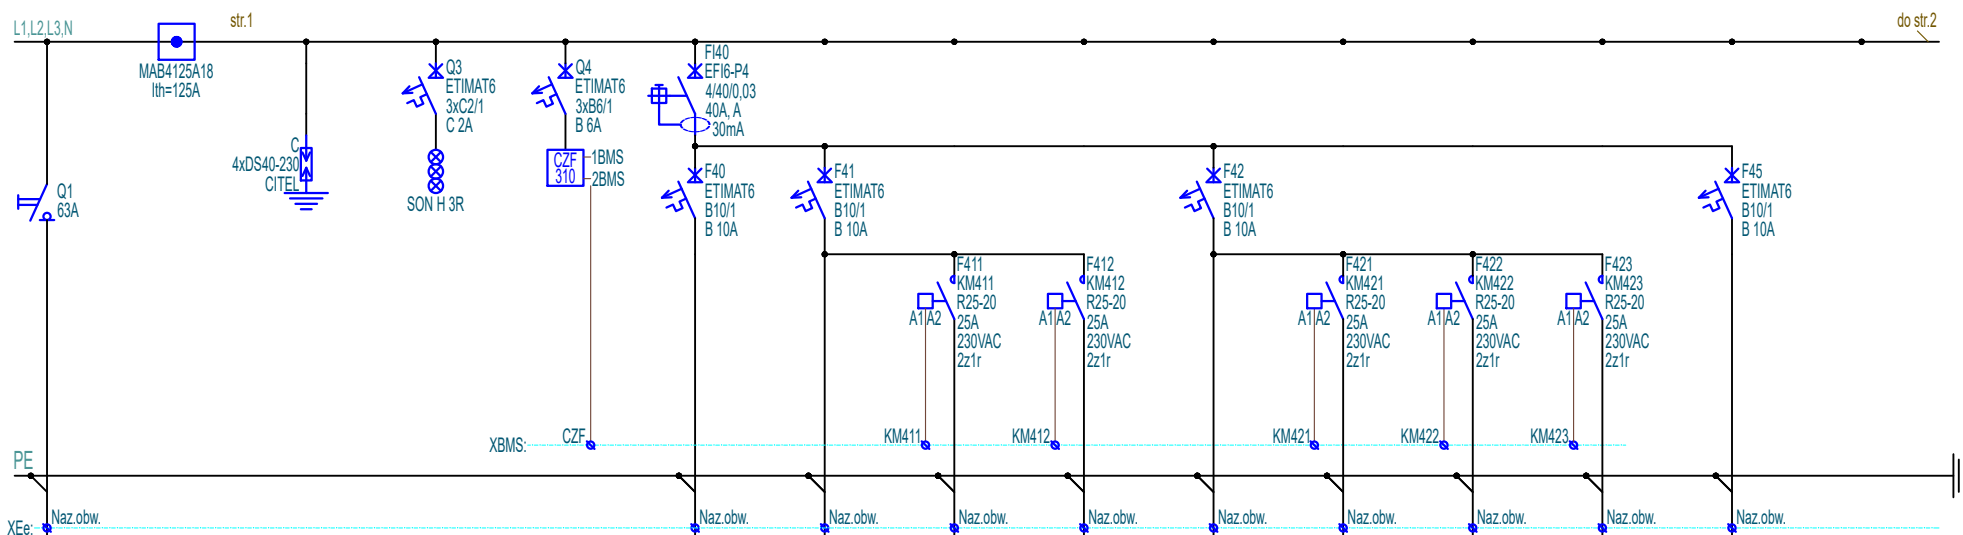 L1,L2,L3,N
str.1
do str.2
MAB4125A18
Ith=125A
Q3
ETIMAT6
3xC2/1
C 2A
Q4
ETIMAT6
3xB6/1
B 6A
FI40
EFI6-P4
4/40/0,03
40A, A
30mA
C
4xDS40-230
CITEL
Q1
63A
SON H 3R
CZF
310
1BMS
2BMS
F40
ETIMAT6
B10/1
B 10A
F41
ETIMAT6
B10/1
B 10A
F42
ETIMAT6
B10/1
B 10A
F45
ETIMAT6
B10/1
B 10A
F411
KM411
R25-20
25A
230VAC
2z1r
A1 A2
F412
KM412
R25-20
25A
230VAC
2z1r
A1 A2
F421
KM421
R25-20
25A
230VAC
2z1r
A1 A2
F422
KM422
R25-20
25A
230VAC
2z1r
A1 A2
F423
KM423
R25-20
25A
230VAC
2z1r
A1 A2
XBMS:
CZF
KM411
KM412
KM421
KM422
KM423
PE
XEe:
Naz.obw.
Naz.obw.
Naz.obw.
Naz.obw.
Naz.obw.
Naz.obw.
Naz.obw.
Naz.obw.
Naz.obw.
Naz.obw.